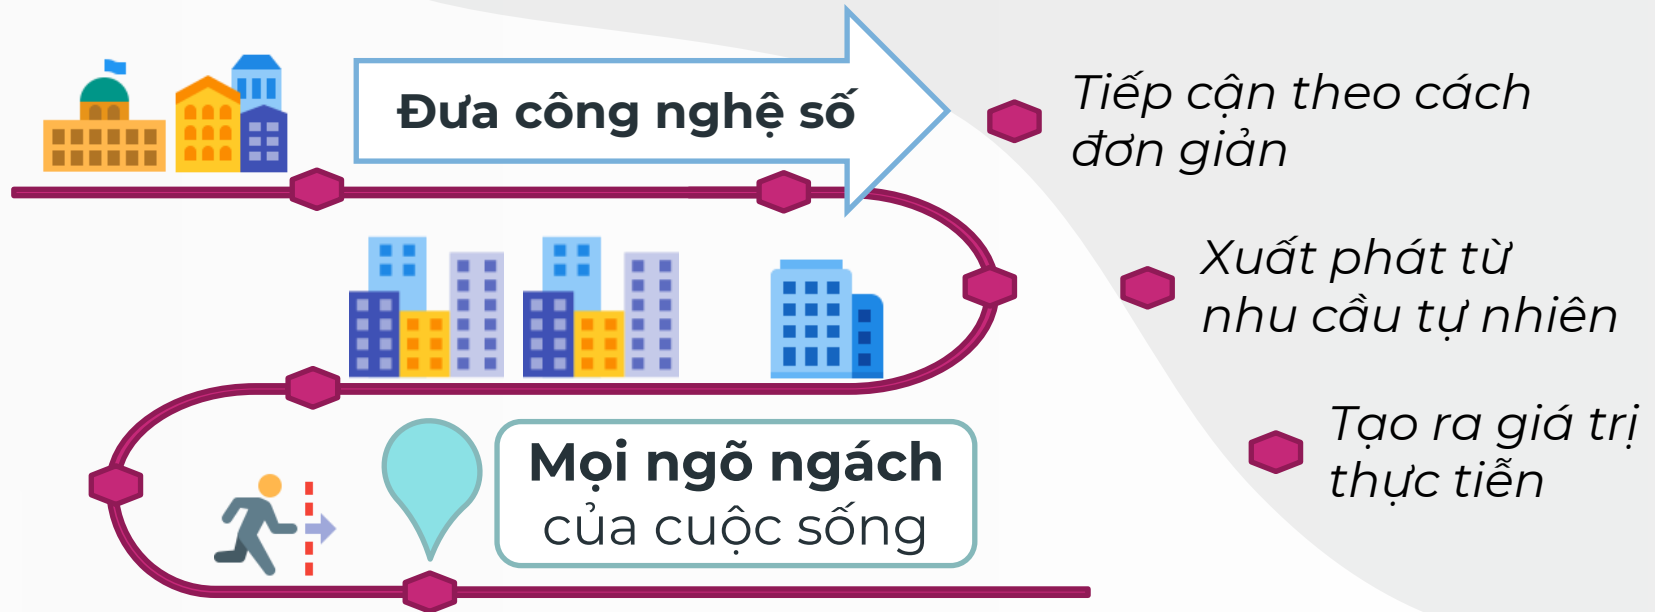 Đưa công nghệ số
Tiếp cận theo cách
đơn giản
Xuất phát từ
nhu cầu tự nhiên
Tạo ra giá trị
thực tiễn
Mọi ngõ ngách
của cuộc sống